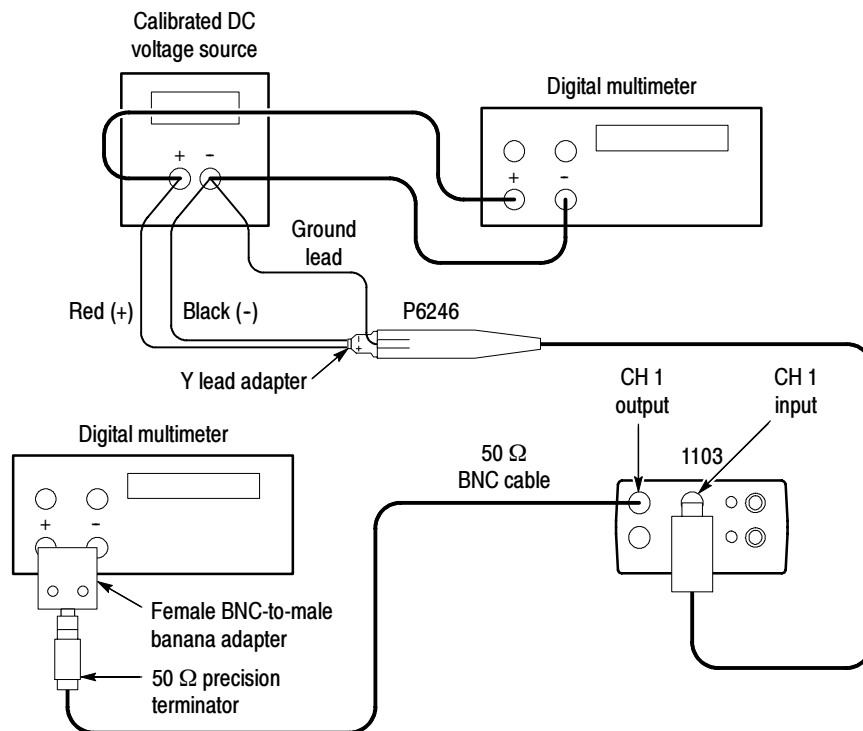 Calibrated DC
voltage source
Digital multimeter
+ -
+ -
Ground
lead
Red (+)
Black (-)
P6246
-
+
Y lead adapter
CH 1
output
CH 1
input
Digital multimeter
50 Ω
BNC cable
1103
+ -
Female BNC-to-male
banana adapter
50 Ω precision
terminator